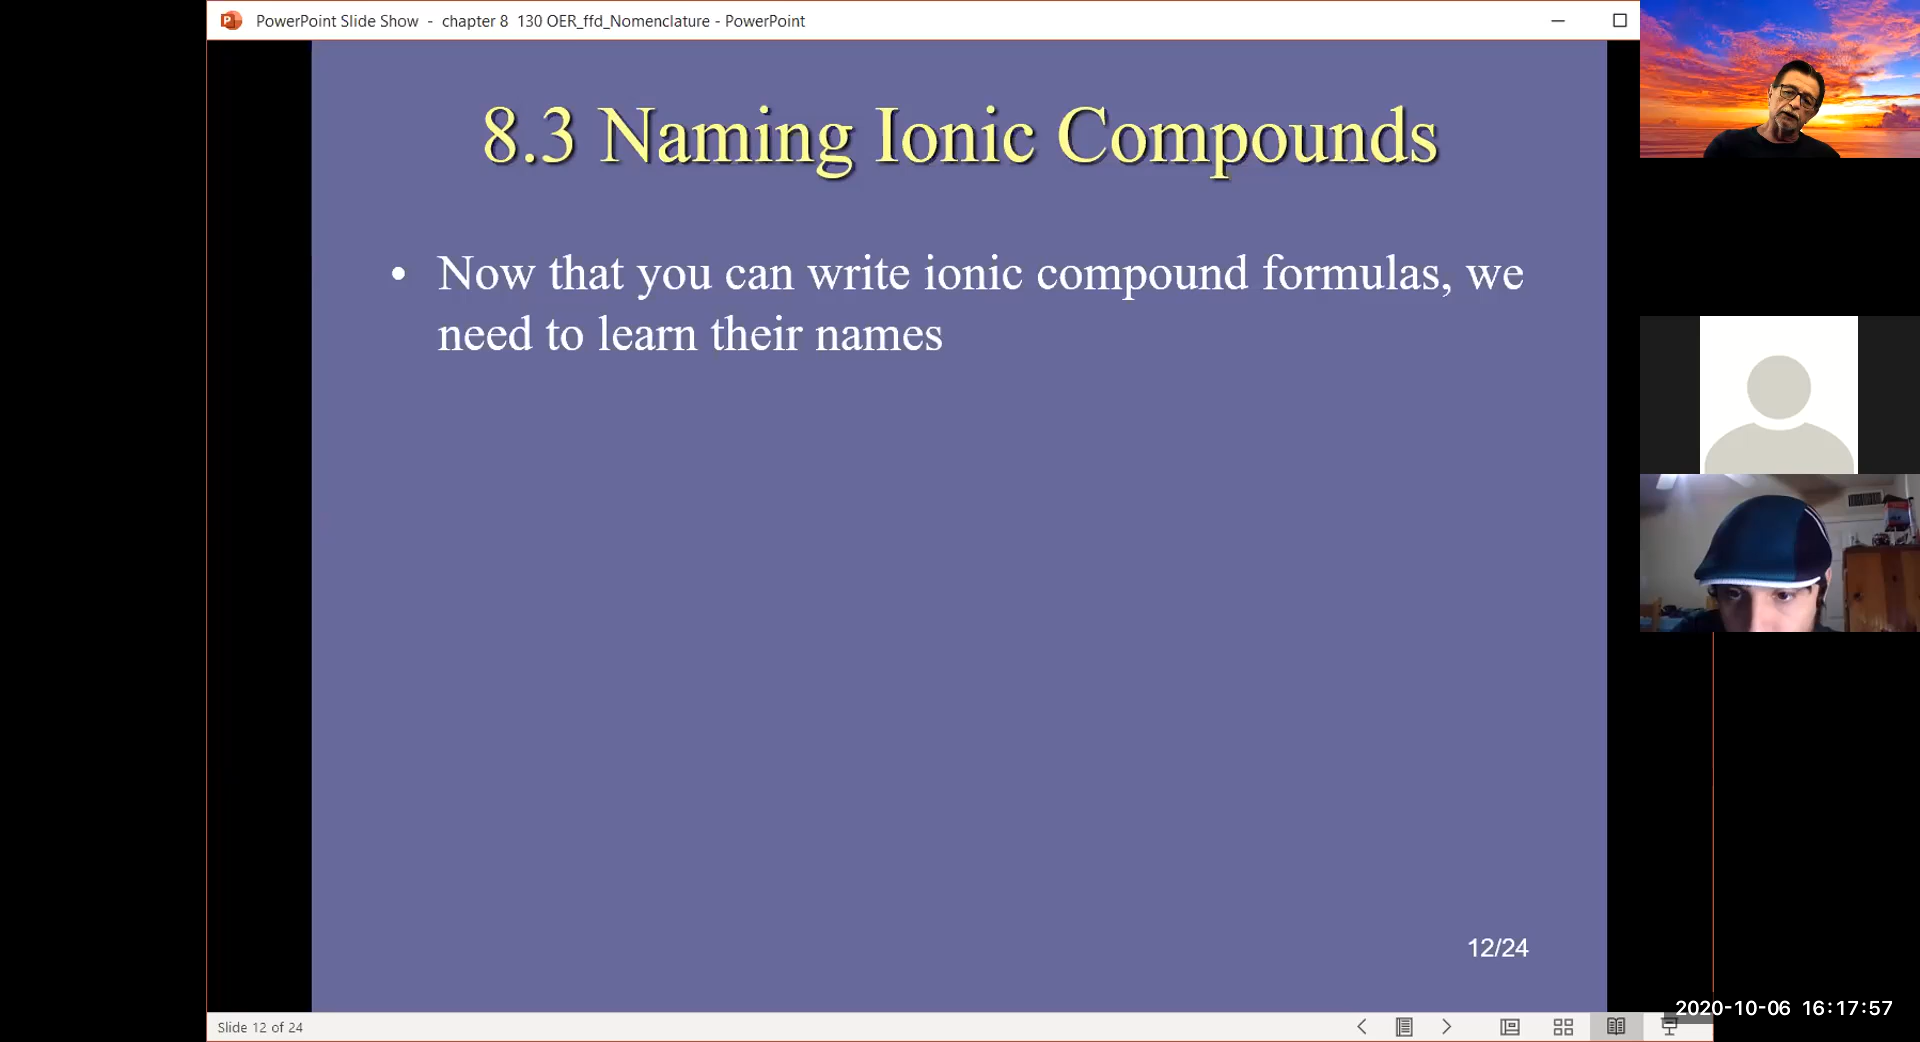 PowerPoint Slide Show - chapter 8 130 OER_ffd_Nomenclature - PowerPoint
8.3 Naming Ionic Compounds
• Now that you can write ionic compound formulas, we
need to learn their names
12/24
2020-10-06 16:17:57
Slide 12 of 24